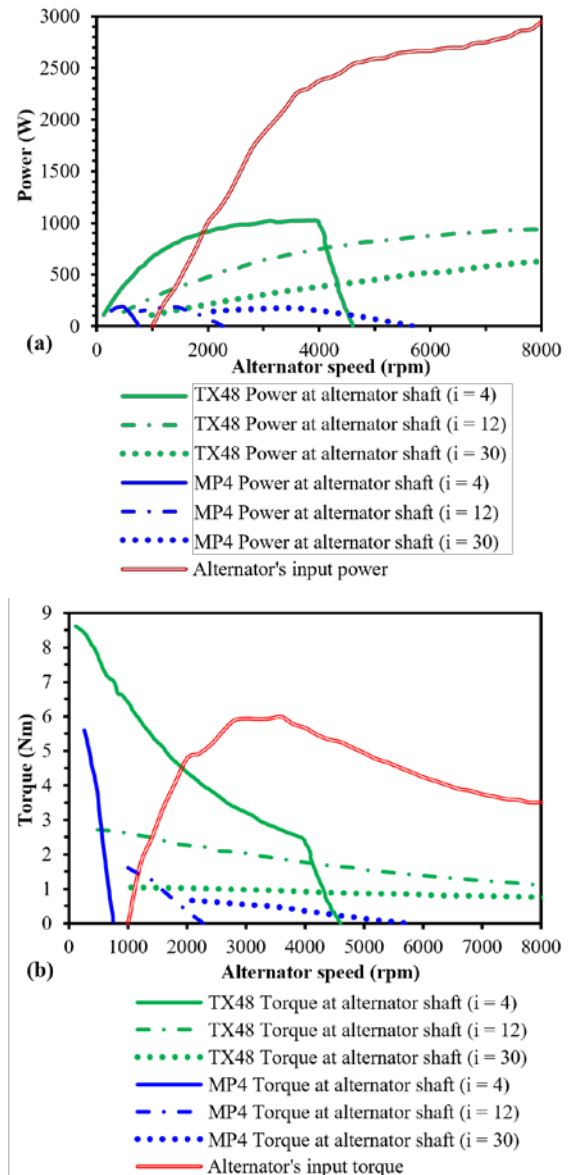 3000
2500
2000
1500
1000
500
0
Power (W)
0 2000 4000 6000 8000
(a)
Alternator speed (rpm)
TX48 Power at alternator shaft (i = 4)
TX48 Power at alternator shaft (i = 12)
TX48 Power at alternator shaft (i = 30)
MP4 Power at alternator shaft (i = 4)
MP4 Power at alternator shaft (i = 12)
MP4 Power at alternator shaft (i = 30)
Alternator's input power
9
8
7
6
5
4
3
2
1
0
Torque (Nm)
0 1000 2000 3000 4000 5000 6000 7000 8000
(b)
Alternator speed (rpm)
TX48 Torque at alternator shaft (i = 4)
TX48 Torque at alternator shaft (i = 12)
TX48 Torque at alternator shaft (i = 30)
MP4 Torque at alternator shaft (i = 4)
MP4 Torque at alternator shaft (i = 12)
MP4 Torque at alternator shaft (i = 30)
Alternator's input torque